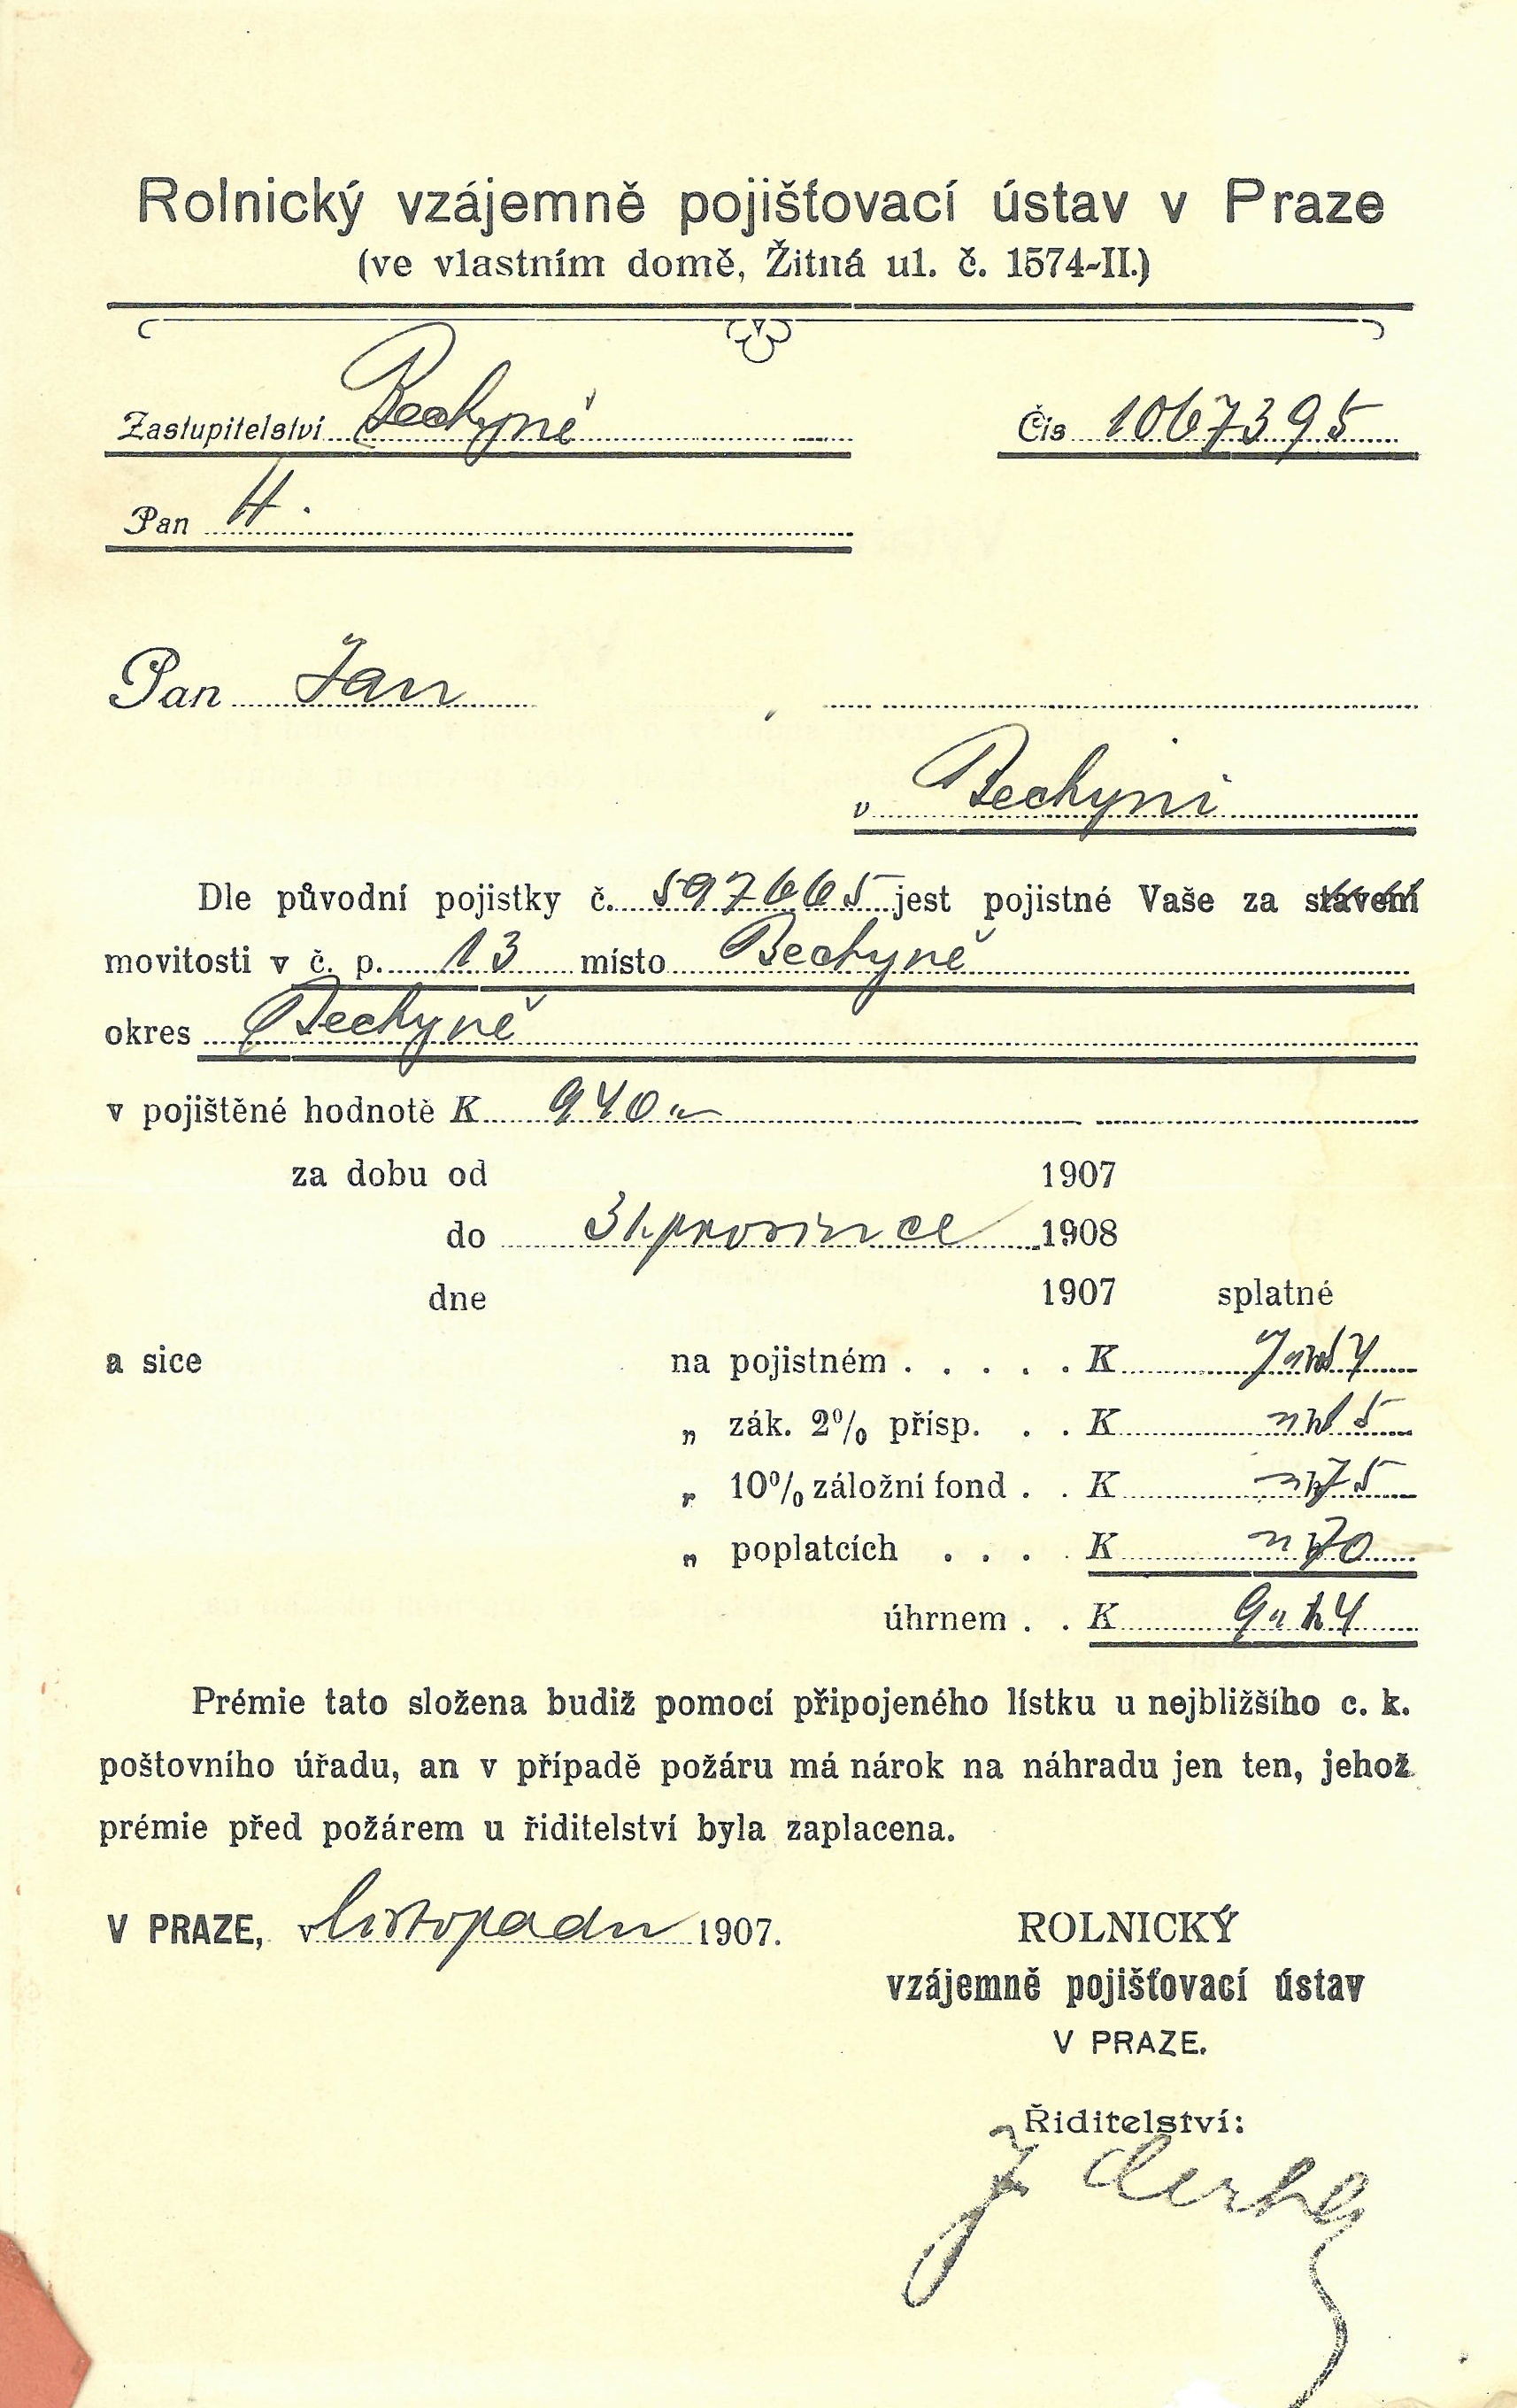 Rolnický vzájemně pojišťovací ústav v Praze
(ve vlastním domě, Žitná ul. č. 1574-II.)
Zastupitelství Bechyně
Čís 1067395
Pan H.
Pan Jan
v Bechyni
Dle původní pojistky č. 597665 jest pojistné Vaše za stavení
movitosti v č. p. 13 místo Bechyně
okres Bechyně
v pojištěné hodnotě K 940 "
za dobu od 1907
do 31. prosince 1908
dne 1907 splatné
a sice na pojistném . . . . . K
„ zák. 2% přísp. . . K
„ 10% záložní fond . . K
„ poplatcích . . . . K
úhrnem . . K
Prémie tato složena budiž pomocí připojeného lístku u nejbližšího c. k.
poštovního úřadu, an v případě požáru má nárok na náhradu jen ten, jehož
prémie před požárem u řiditelství byla zaplacena.
V PRAZE, v listopadu 1907.
ROLNICKÝ
vzájemně pojišťovací ústav
V PRAZE.
Řiditelství: